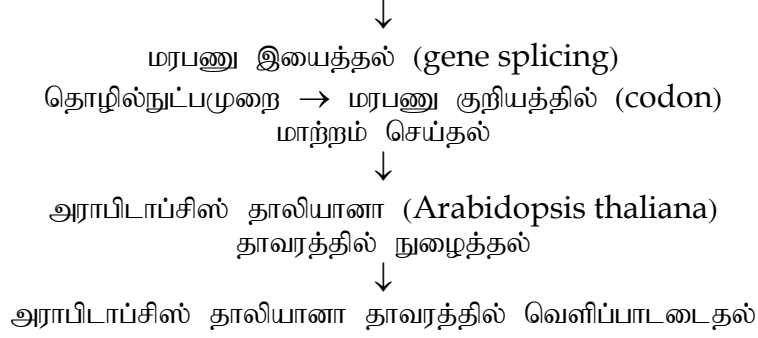 ↓
மரபணு இயைத்தல் (gene splicing)
தொழில்நுட்பமுறை → மரபணு குறியத்தில் (codon)
மாற்றம் செய்தல்
↓
அராபிடாப்சிஸ் தாலியானா (Arabidopsis thaliana)
தாவரத்தில் நுழைத்தல்
↓
அராபிடாப்சிஸ் தாலியானா தாவரத்தில் வெளிப்பாடடைதல்